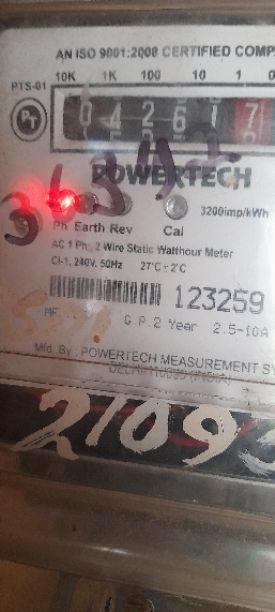 AN ISO 9001:2008 CERTIFIED COMP
PTS-01
10K 1K 100 10 1
PT
0 4 2 6 1 7
POWERTECH
3200imp/kWh
Ph Earth Rev Cal
AC 1 Ph., 2 Wire Static Watthour Meter
Cl-1, 240V. 50Hz 27°C±2°C
123259
G.P.2 Year 2.5-10A
Mfd. By : POWERTECH MEASUREMENT SY
2109